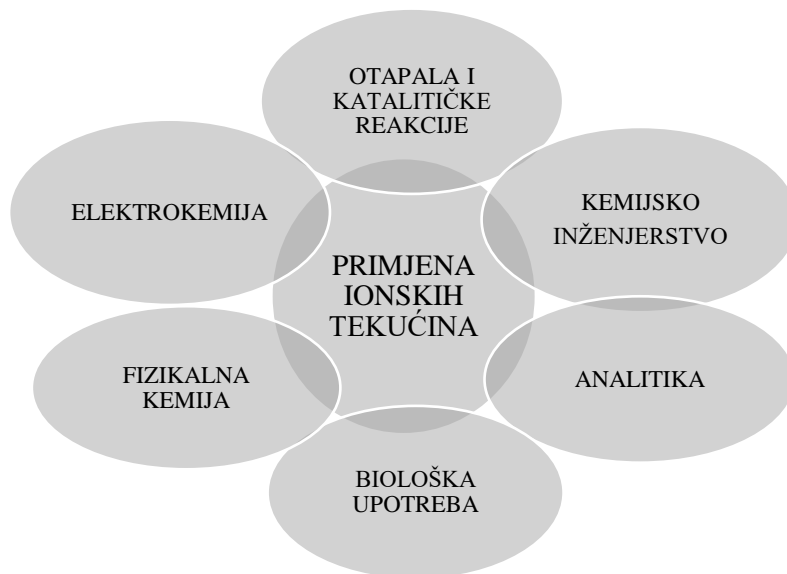 OTAPALA I
KATALITIČKE
REAKCIJE
ELEKTROKEMIJA
KEMIJSKO
INŽENJERSTVO
PRIMJENA
IONSKIH
TEKUĆINA
FIZIKALNA
KEMIJA
ANALITIKA
BIOLOŠKA
UPOTREBA